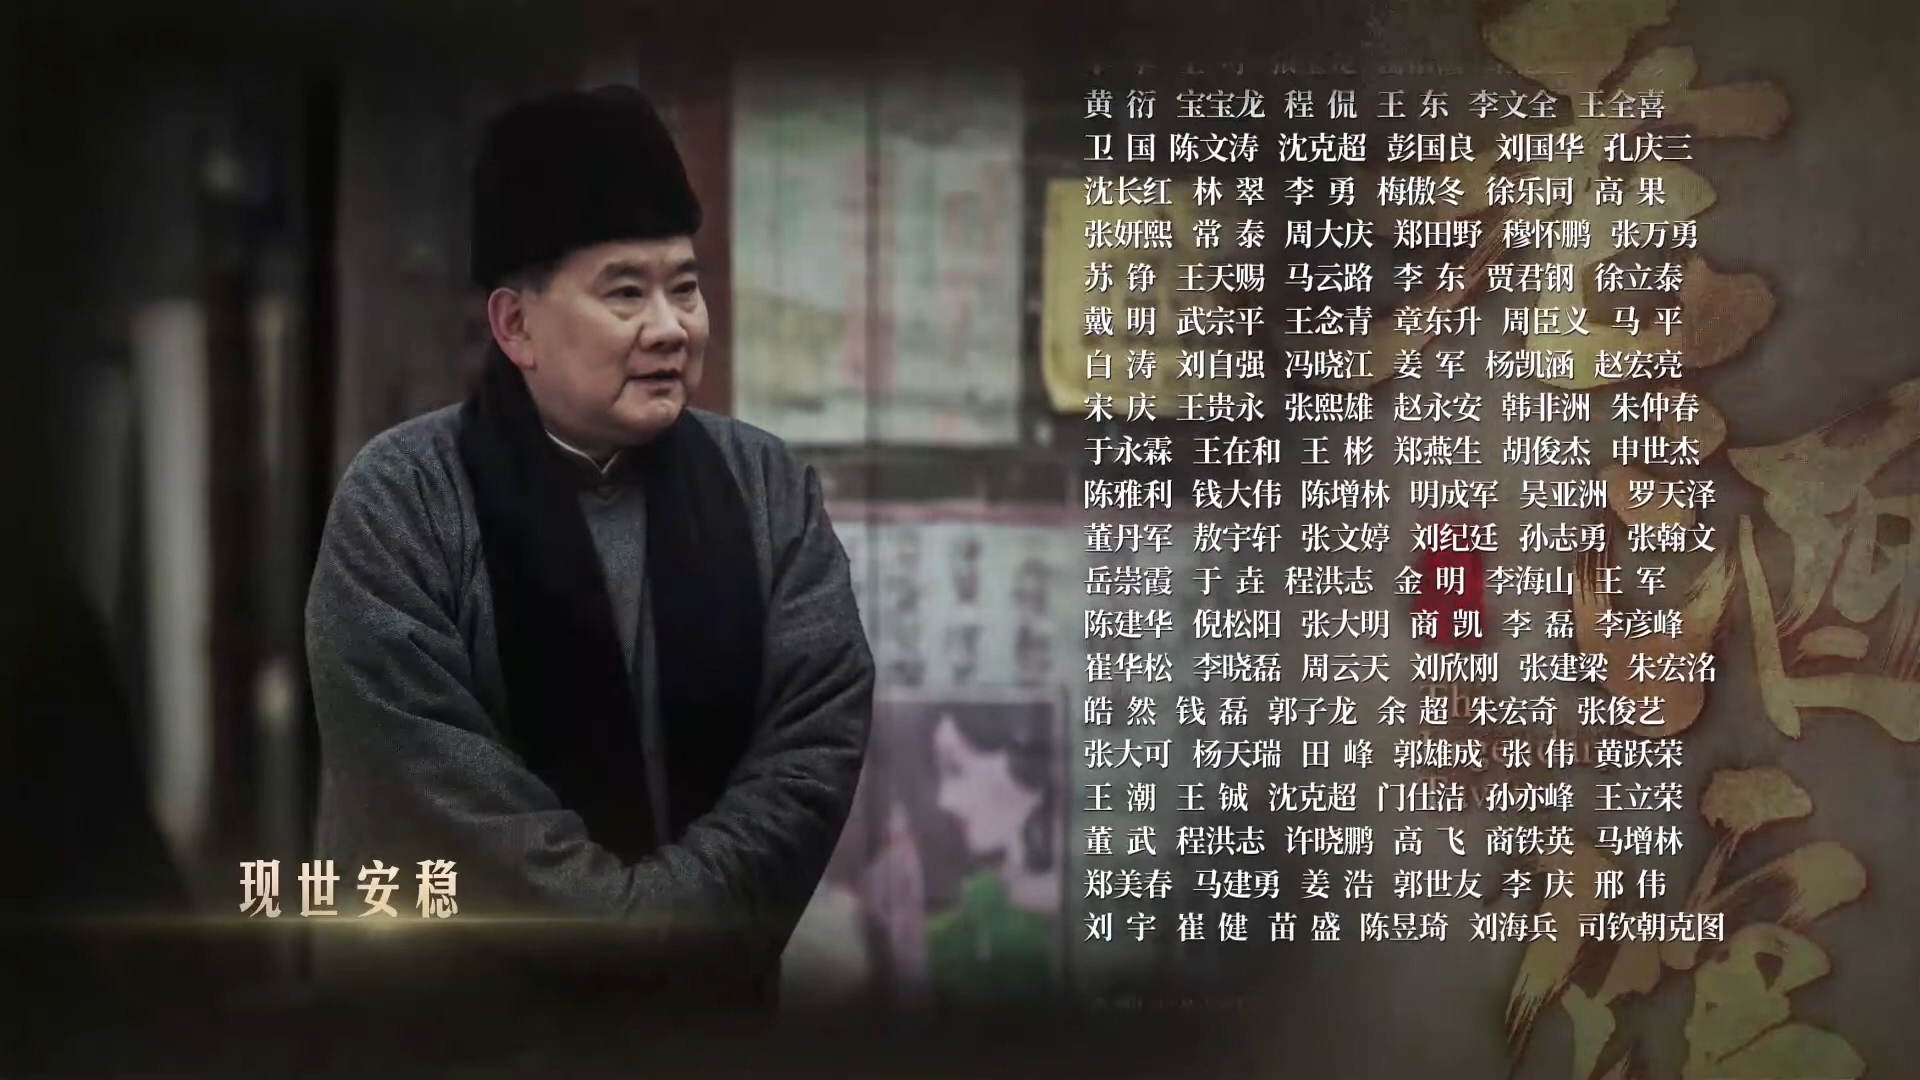 黄 衍 宝宝龙 程 侃 王 东 李文全 王全喜
卫 国 陈文涛 沈克超 彭国良 刘国华 孔庆三
沈长红 林 翠 李 勇 梅傲冬 徐乐同 高 果
张妍熙 常 泰 周大庆 郑田野 穆怀鹏 张万勇
苏 铮 王天赐 马云路 李 东 贾君钢 徐立泰
戴 明 武宗平 王念青 章东升 周臣义 马 平
白 涛 刘自强 冯晓江 姜 军 杨凯涵 赵宏亮
宋 庆 王贵永 张熙雄 赵永安 韩非洲 朱仲春
于永霖 王在和 王 彬 郑燕生 胡俊杰 申世杰
陈雅利 钱大伟 陈增林 明成军 吴亚洲 罗天泽
董丹军 敖宇轩 张文婷 刘纪廷 孙志勇 张翰文
岳崇霞 于 垚 程洪志 金 明 李海山 王 军
陈建华 倪松阳 张大明 商 凯 李 磊 李彦峰
崔华松 李晓磊 周云天 刘欣刚 张建梁 朱宏洺
皓 然 钱 磊 郭子龙 余 超 朱宏奇 张俊艺
张大可 杨天瑞 田 峰 郭雄成 张 伟 黄跃荣
王 潮 王 铖 沈克超 门仕洁 孙亦峰 王立荣
董 武 程洪志 许晓鹏 高 飞 商铁英 马增林
郑美春 马建勇 姜 浩 郭世友 李 庆 邢 伟
刘 宇 崔 健 苗 盛 陈昱琦 刘海兵 司钦朝克图
现世安稳